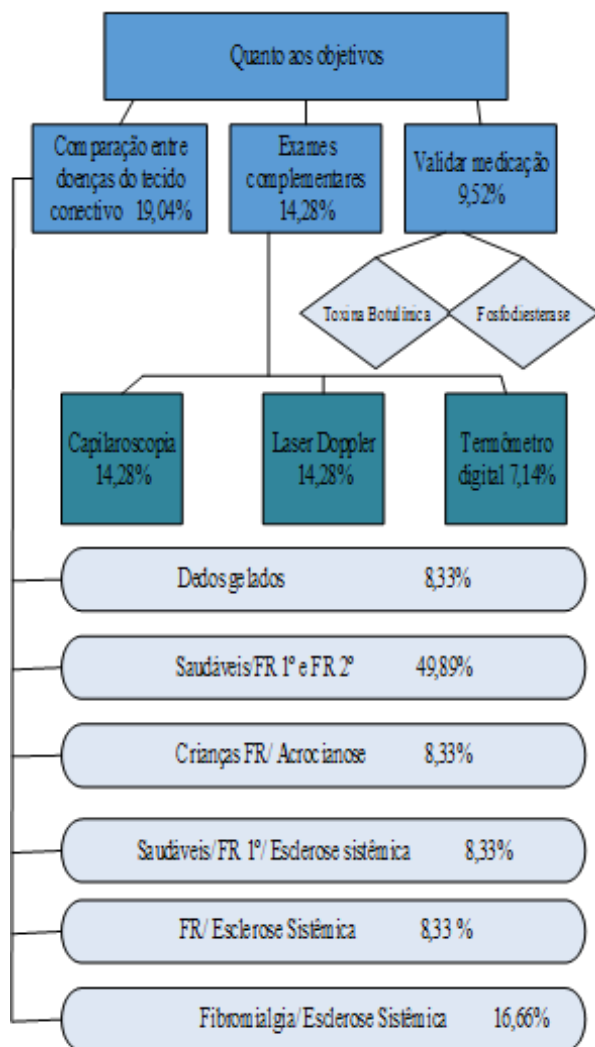 Quanto aos objetivos
Comparação entre
doenças do tecido
conectivo 19,04%
Exames
complementares
14,28%
Validar medicação
9,52%
Toxina Botulínica
Fosfodiesterase
Capilaroscopia
14,28%
Laser Doppler
14,28%
Termômetro
digital 7,14%
Dedos gelados 8,33%
Saudáveis/FR 1º e FR 2º 49,89%
Crianças FR/ Acrocianose 8,33%
Saudáveis/ FR 1º/ Esclerose sistêmica 8,33%
FR/ Esclerose Sistêmica 8,33 %
Fibromialgia/ Esclerose Sistêmica 16,66%